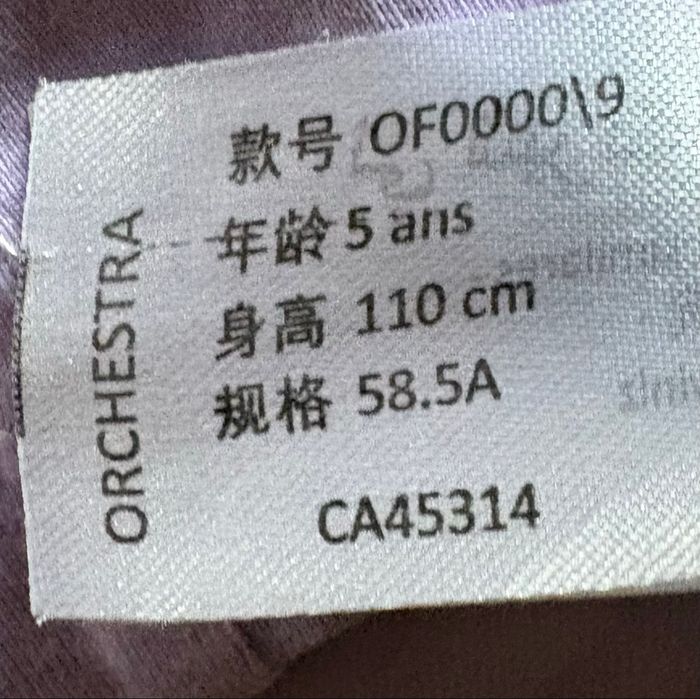 款号 OF0000\9
年龄 5 ans
身高 110 cm
规格 58.5A
CA45314
ORCHESTRA